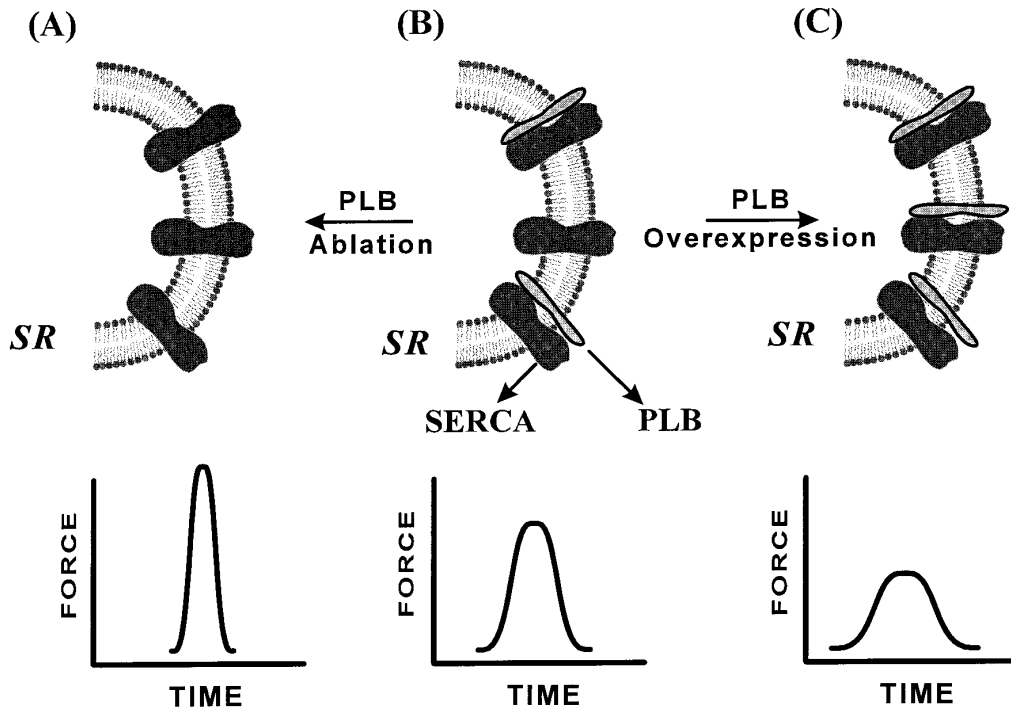 (A)
(B)
(C)
PLB
Ablation
PLB
Overexpression
SR
SR
SR
SERCA
PLB
FORCE
TIME
FORCE
TIME
FORCE
TIME